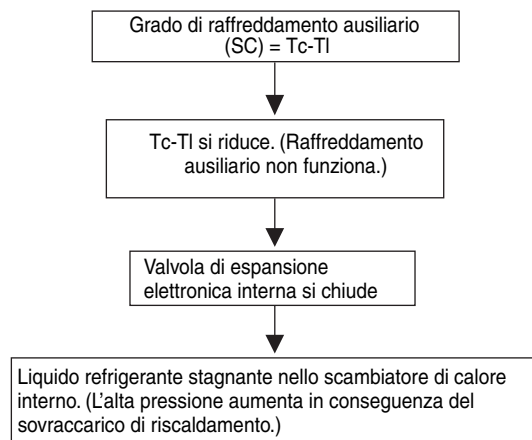 Grado di raffreddamento ausiliario
(SC) = Tc-Tl
Tc-Tl si riduce. (Raffreddamento
ausiliario non funziona.)
Valvola di espansione
elettronica interna si chiude
Liquido refrigerante stagnante nello scambiatore di calore
interno. (L'alta pressione aumenta in conseguenza del
sovraccarico di riscaldamento.)